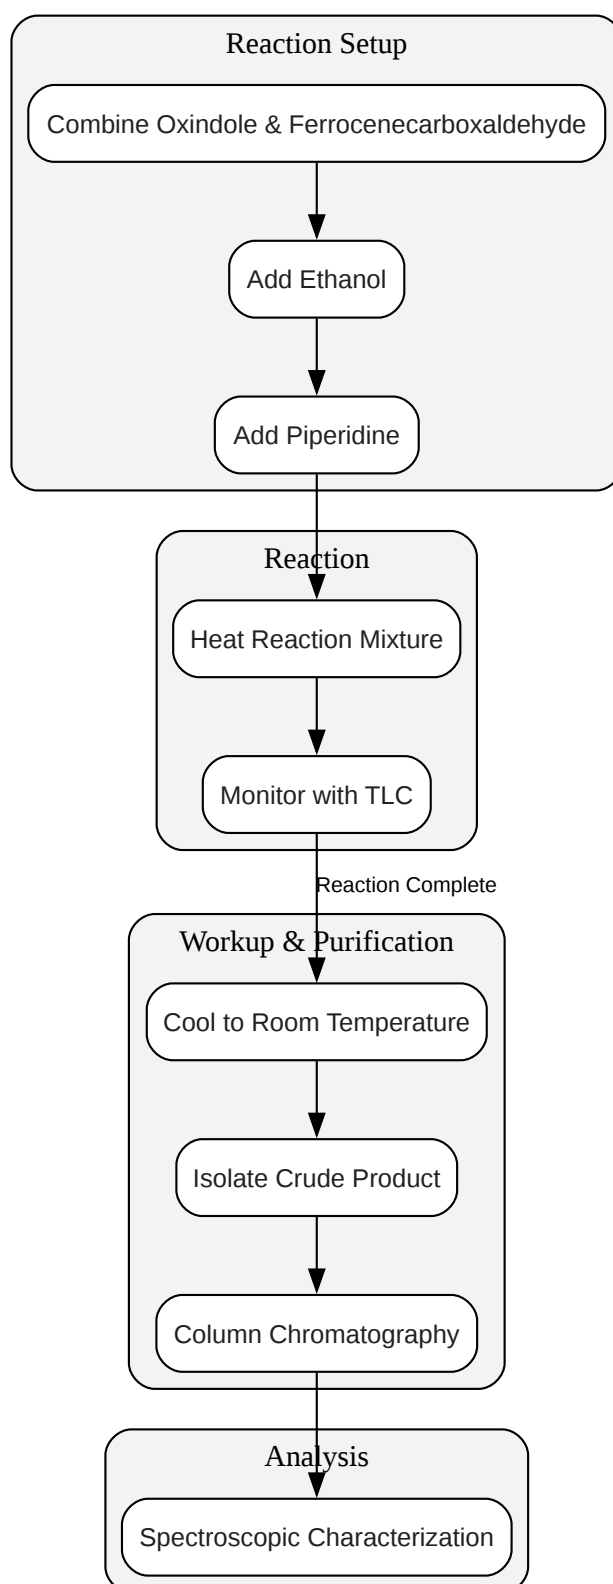 Reaction Setup
Combine Oxindole & Ferrocenecarboxaldehyde
Add Ethanol
Add Piperidine
Reaction
Heat Reaction Mixture
Monitor with TLC
Reaction Complete
Workup & Purification
Cool to Room Temperature
Isolate Crude Product
Column Chromatography
Analysis
Spectroscopic Characterization